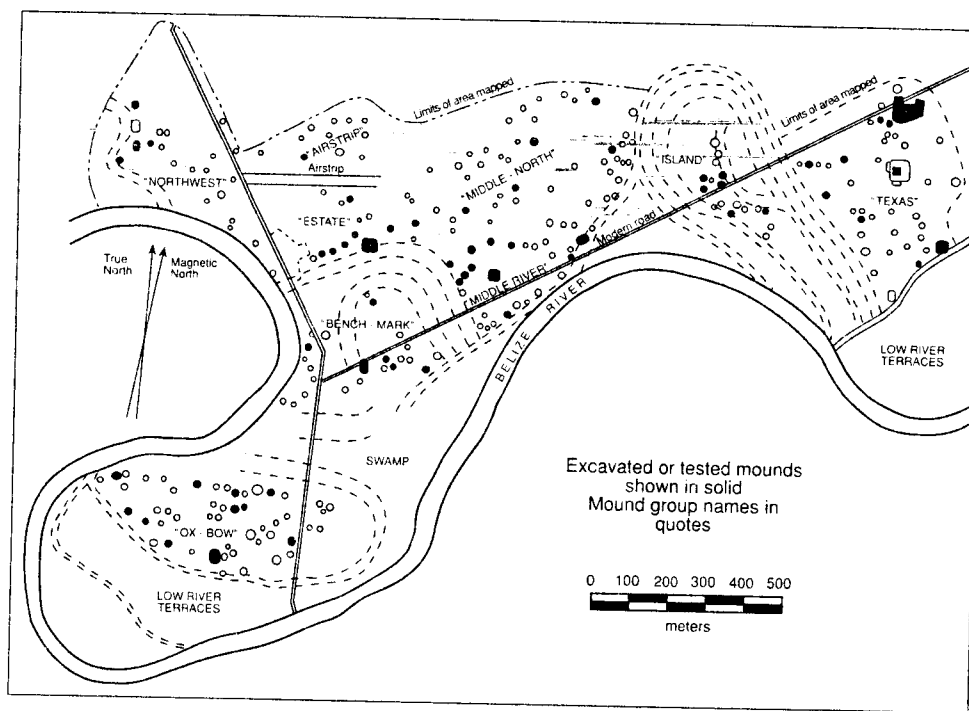 Limits of area mapped
Limits of area mapped
"AIRSTRIP"
Airstrip
"MIDDLE - NORTH"
"ISLAND"
"NORTHWEST"
"TEXAS"
"ESTATE"
Modern road
True
North
Magnetic
North
"MIDDLE RIVER"
"BENCH - MARK"
BELIZE RIVER
LOW RIVER
TERRACES
SWAMP
Excavated or tested mounds
shown in solid
Mound group names in
quotes
"OX - BOW"
LOW RIVER
TERRACES
0 100 200 300 400 500
meters